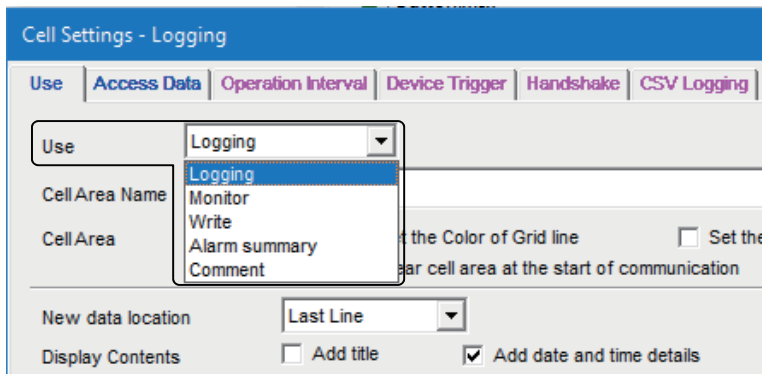 Cell Settings - Logging
Use Access Data Operation Interval Device Trigger Handshake CSV Logging
Use Logging
Logging
Cell Area Name Monitor
Write
Cell Area the Color of Grid line Set the
Alarm summary
Comment cell area at the start of communication
New data location Last Line
Display Contents Add title Add date and time details